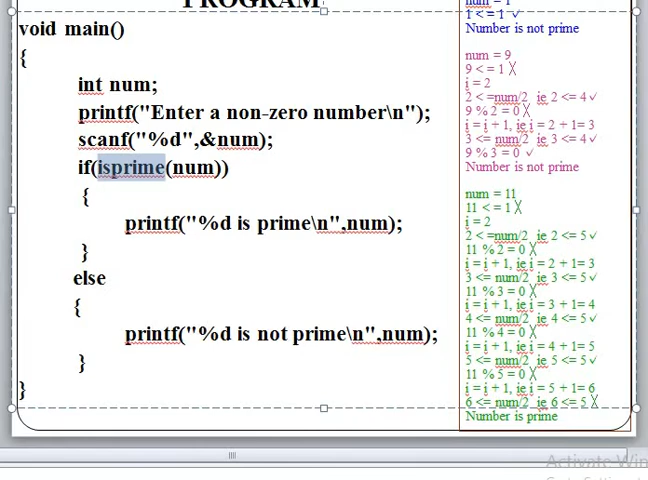 PROGRAM
void main()
{
int num;
printf("Enter a non-zero number\n");
scanf("%d",&num);
if(isprime(num))
{
printf("%d is prime\n",num);
}
else
{
printf("%d is not prime\n",num);
}
}
num = 1
1 < = 1 ✓
Number is not prime
num = 9
9 < = 1 X
i = 2
2 < =num/2 ie 2 <= 4 ✓
9 % 2 = 0 X
i = i + 1, ie i = 2 + 1= 3
3 <= num/2 ie 3 <= 4 ✓
9 % 3 = 0 ✓
Number is not prime
num = 11
11 < = 1 X
i = 2
2 < =num/2 ie 2 <= 5 ✓
11 % 2 = 0 X
i = i + 1, ie i = 2 + 1= 3
3 <= num/2 ie 3 <= 5 ✓
11 % 3 = 0 X
i = i + 1, ie i = 3 + 1= 4
4 <= num/2 ie 4 <= 5 ✓
11 % 4 = 0 X
i = i + 1, ie i = 4 + 1= 5
5 <= num/2 ie 5 <= 5 ✓
11 % 5 = 0 X
i = i + 1, ie i = 5 + 1= 6
6 <= num/2 ie 6 <= 5 X
Number is prime
Activate Win